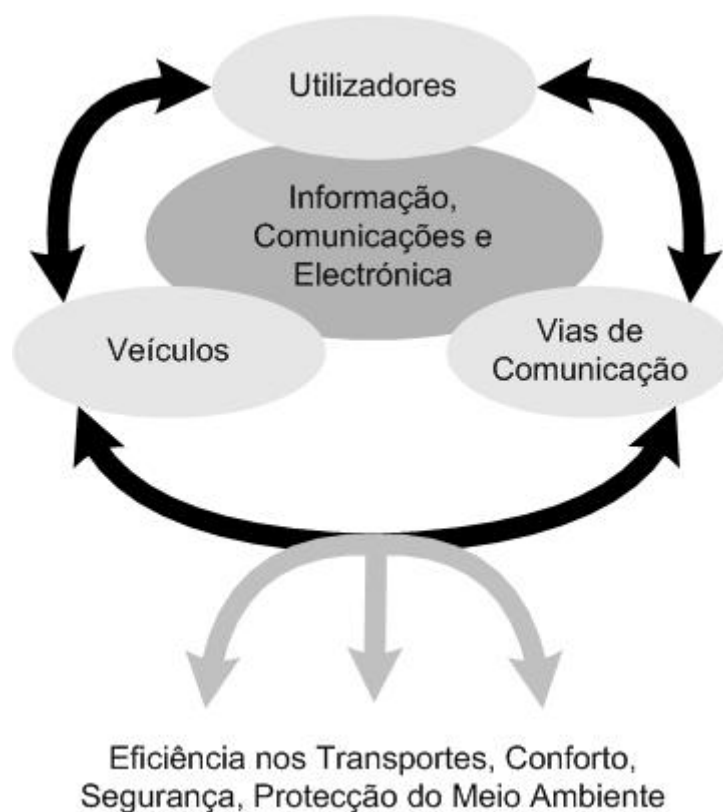 Utilizadores
Informação,
Comunicações e
Electrónica
Veículos
Vias de
Comunicação
Eficiência nos Transportes, Conforto,
Segurança, Protecção do Meio Ambiente